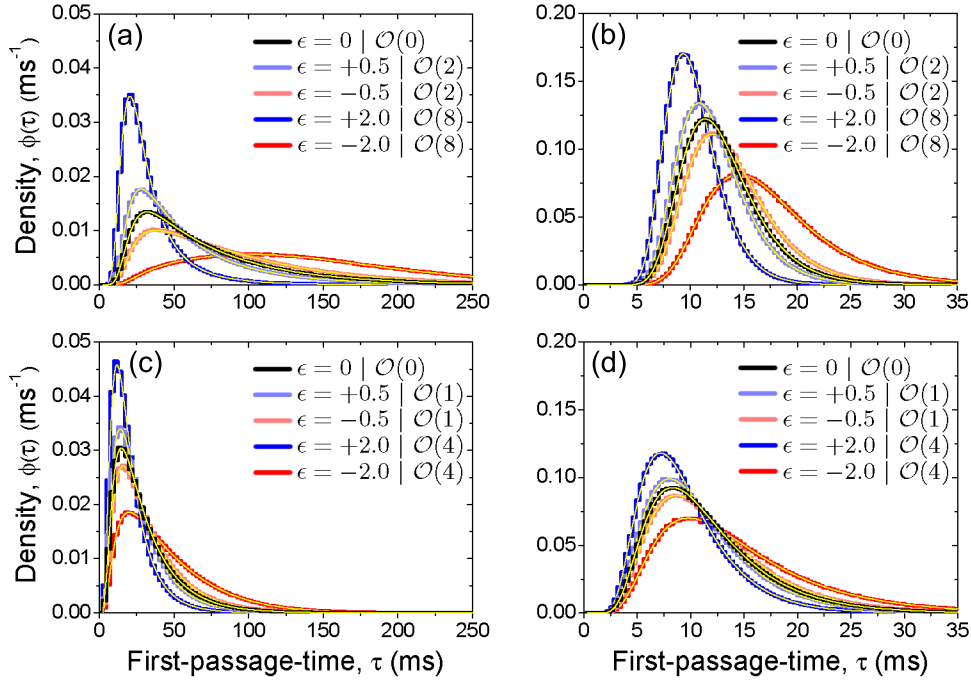 (a)
0.05
0.04
0.03
0.02
0.01
0.00
0 50 100 150 200 250
Density, ϕ(τ) (ms⁻¹)
ϵ = 0 | 𝒪(0)
ϵ = +0.5 | 𝒪(2)
ϵ = −0.5 | 𝒪(2)
ϵ = +2.0 | 𝒪(8)
ϵ = −2.0 | 𝒪(8)
(b)
0.20
0.15
0.10
0.05
0.00
0 5 10 15 20 25 30 35
ϵ = 0 | 𝒪(0)
ϵ = +0.5 | 𝒪(2)
ϵ = −0.5 | 𝒪(2)
ϵ = +2.0 | 𝒪(8)
ϵ = −2.0 | 𝒪(8)
(c)
0.05
0.04
0.03
0.02
0.01
0.00
0 50 100 150 200 250
Density, ϕ(τ) (ms⁻¹)
First-passage-time, τ (ms)
ϵ = 0 | 𝒪(0)
ϵ = +0.5 | 𝒪(1)
ϵ = −0.5 | 𝒪(1)
ϵ = +2.0 | 𝒪(4)
ϵ = −2.0 | 𝒪(4)
(d)
0.20
0.15
0.10
0.05
0.00
0 5 10 15 20 25 30 35
First-passage-time, τ (ms)
ϵ = 0 | 𝒪(0)
ϵ = +0.5 | 𝒪(1)
ϵ = −0.5 | 𝒪(1)
ϵ = +2.0 | 𝒪(4)
ϵ = −2.0 | 𝒪(4)